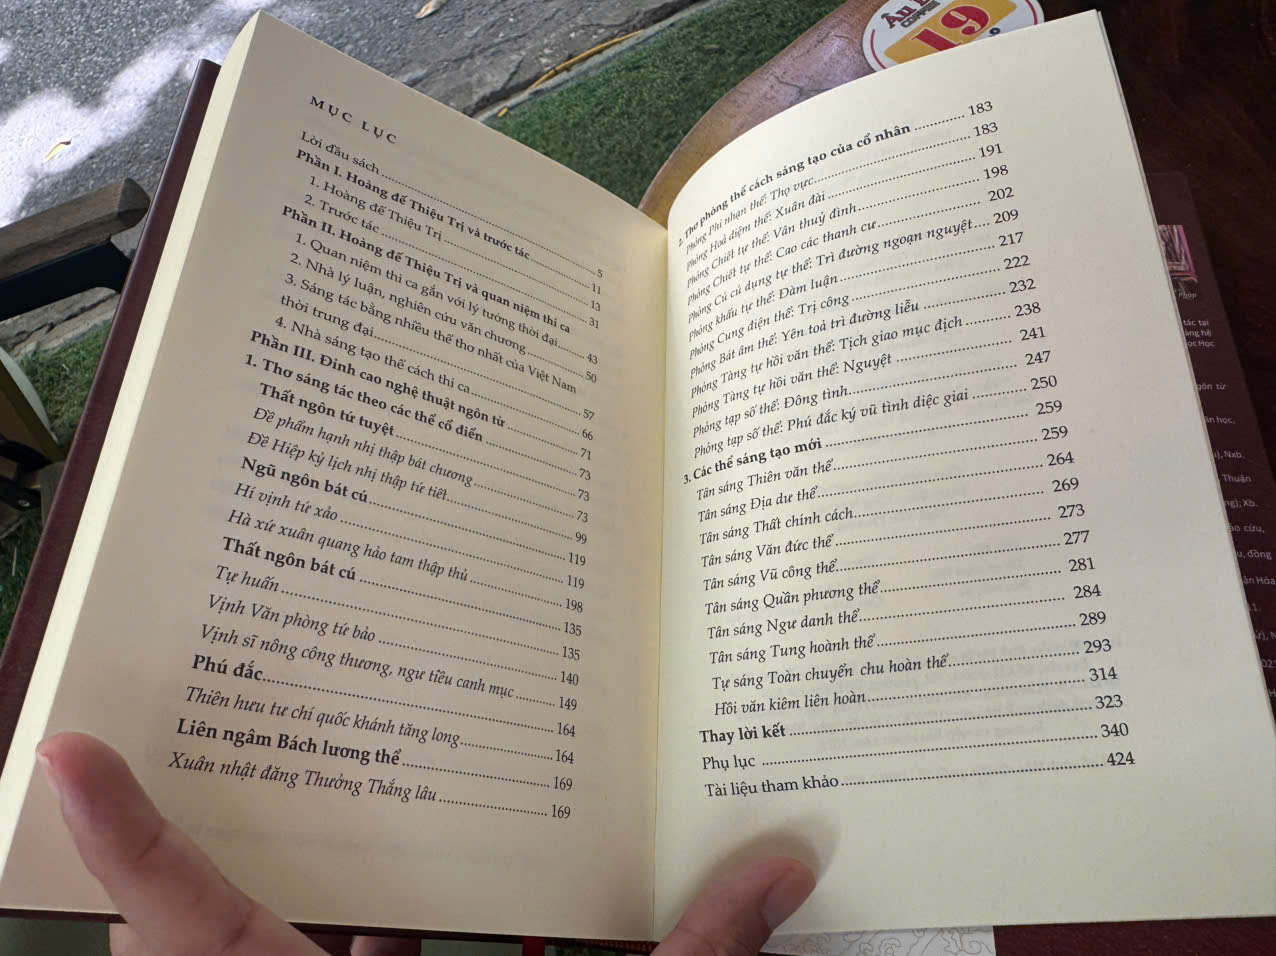 MỤC LỤC
Lời đầu sách 5
Phần I. Hoàng đế Thiệu Trị và trước tác 11
1. Hoàng đế Thiệu Trị 13
2. Trước tác 31
Phần II. Hoàng đế Thiệu Trị và quan niệm thi ca
1. Quan niệm thi ca gắn với lý tưởng thời đại 43
2. Nhà lý luận, nghiên cứu văn chương 50
3. Sáng tác bằng nhiều thể thơ nhất của Việt Nam
thời trung đại 57
4. Nhà sáng tạo thể cách thi ca 66
Phần III. Đỉnh cao nghệ thuật ngôn từ 71
1. Thơ sáng tác theo các thể cổ điển 73
Thất ngôn tứ tuyệt 73
Đề phẩm hạnh nhị thập bát chương 73
Đề Hiệp kỷ lịch nhị thập tứ tiết 99
Ngũ ngôn bát cú 119
Hí vịnh tứ xảo 119
Hà xứ xuân quang hảo tam thập thủ 198
Thất ngôn bát cú 135
Tự huấn 135
Vịnh Văn phòng tứ bảo 140
Vịnh sĩ nông công thương, ngư tiều canh mục 149
Phú đắc 164
Thiên hưu tư chí quốc khánh tăng long 164
Liên ngâm Bách lương thể 169
Xuân nhật đăng Thưởng Thắng lâu 169
2. Thơ phỏng thể cách sáng tạo của cổ nhân 183
Phỏng Phi nhạn thể: Thọ vực 183
Phỏng Hoa diệm thể: Xuân đài 191
Phỏng Chiết tự thể: Vân thuỷ đình 198
Phỏng Chiết tự thể: Cao các thanh cư 202
Phỏng Củ củ dụng tự thể: Trì đường ngoạn nguyệt 209
Phỏng khẩu tự thể: Đàm luận 217
Phỏng Cung điện thể: Trị công 222
Phỏng Bát âm thể: Yên toả trì đường liễu 232
Phỏng Tàng tự hồi văn thể: Tịch giao mục địch 238
Phỏng Tàng tự hồi văn thể: Nguyệt 241
Phỏng tạp số thể: Đông tình 247
Phỏng tạp số thể: Phú đắc ký vũ tình diệc giai 250
3. Các thể sáng tạo mới 259
Tân sáng Thiên văn thể 259
Tân sáng Địa dư thể 264
Tân sáng Thất chính cách 269
Tân sáng Văn đức thể 273
Tân sáng Vũ công thể 277
Tân sáng Quần phương thể 281
Tân sáng Ngư danh thể 284
Tân sáng Tung hoành thể 289
Tự sáng Toàn chuyển chu hoàn thể 293
Hồi văn kiêm liên hoàn 314
Thay lời kết 323
Phụ lục 340
Tài liệu tham khảo 424
19
COFFEE